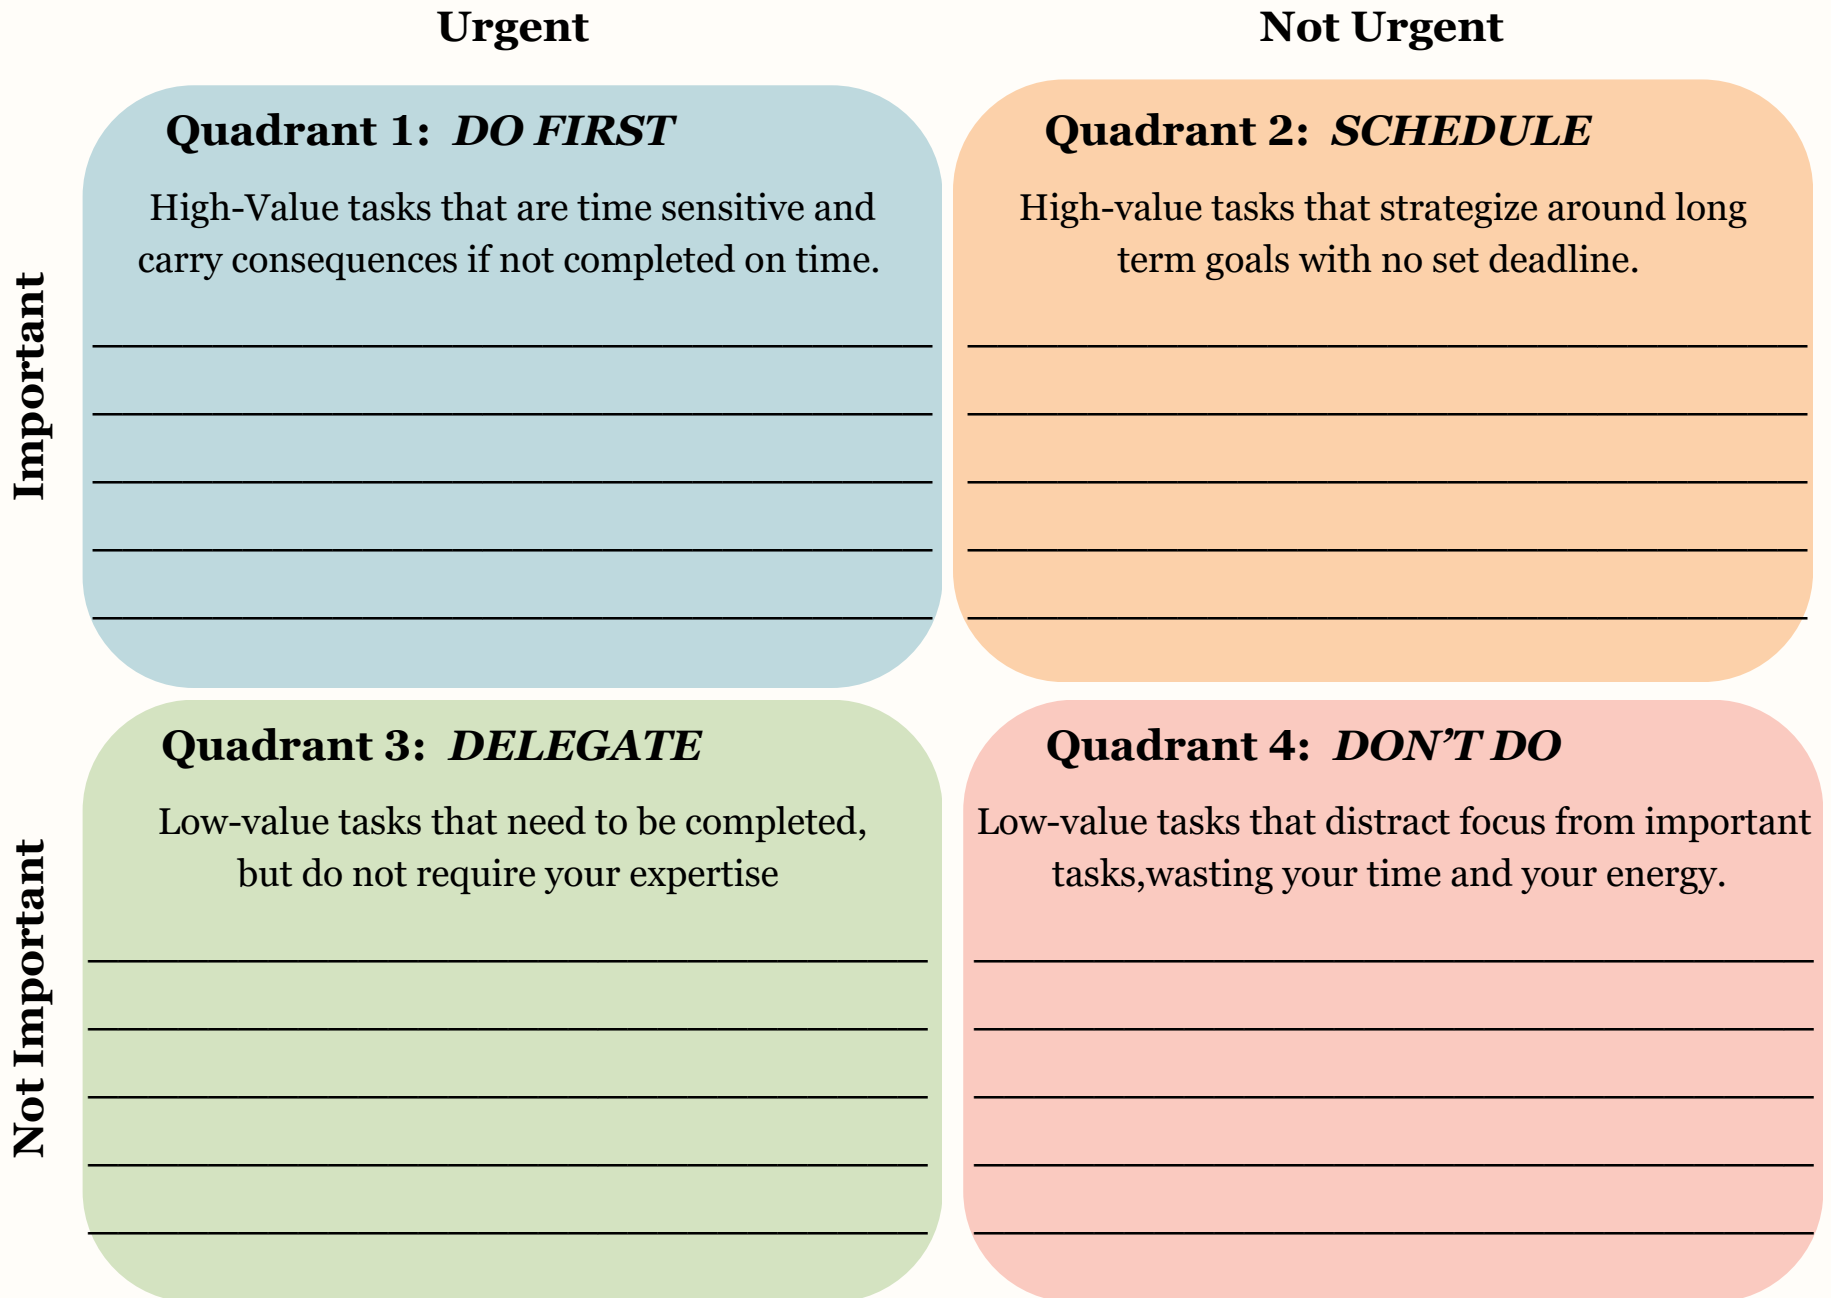 Urgent
Not Urgent
Important
Quadrant 1: DO FIRST
High-Value tasks that are time sensitive and
carry consequences if not completed on time.
Quadrant 2: SCHEDULE
High-value tasks that strategize around long
term goals with no set deadline.
Not Important
Quadrant 3: DELEGATE
Low-value tasks that need to be completed,
but do not require your expertise
Quadrant 4: DON'T DO
Low-value tasks that distract focus from important
tasks,wasting your time and your energy.